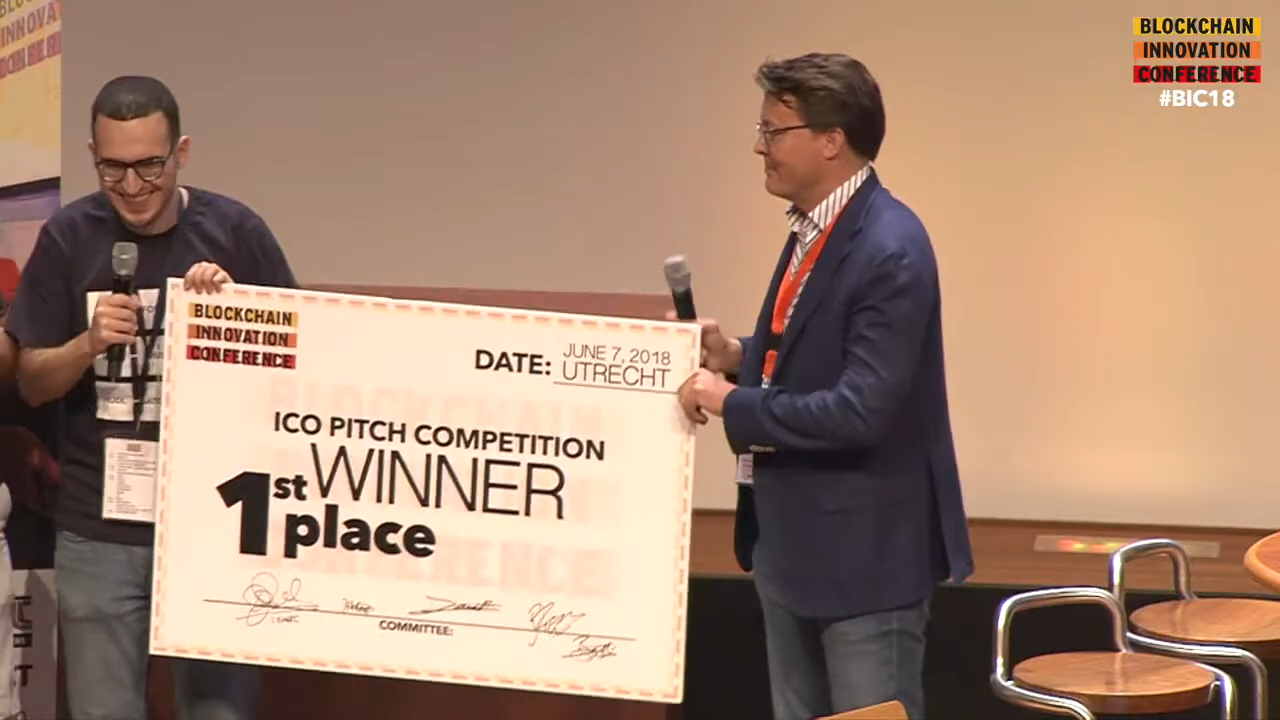 BLOCKCHAIN
INNOVATION
CONFERENCE
#BIC18
BLOCKCHAIN
INNOVATION
CONFERENCE
DATE: JUNE 7, 2018
UTRECHT
ICO PITCH COMPETITION
WINNER
1st place
COMMITTEE: